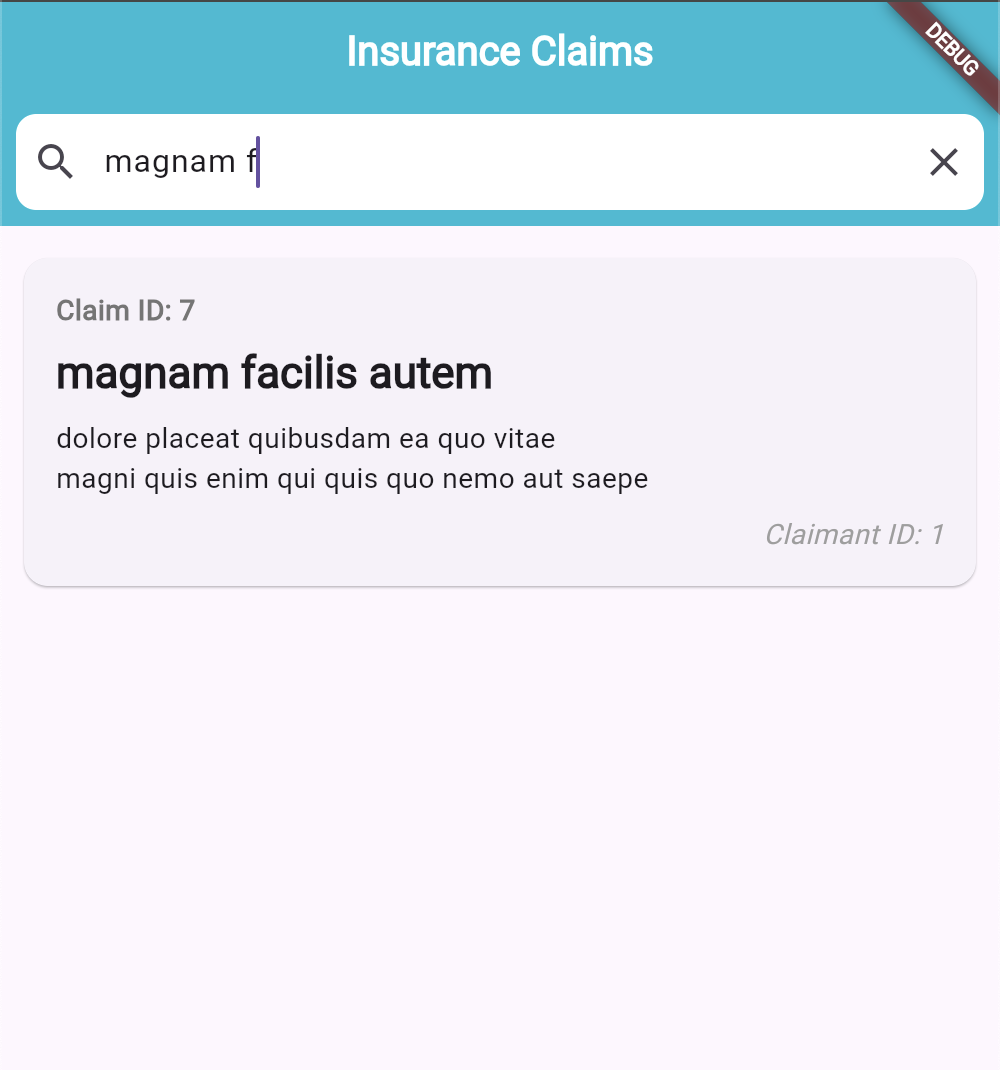 Insurance Claims
DEBUG
magnam f
Claim ID: 7
magnam facilis autem
dolore placeat quibusdam ea quo vitae
magni quis enim qui quis quo nemo aut saepe
Claimant ID: 1